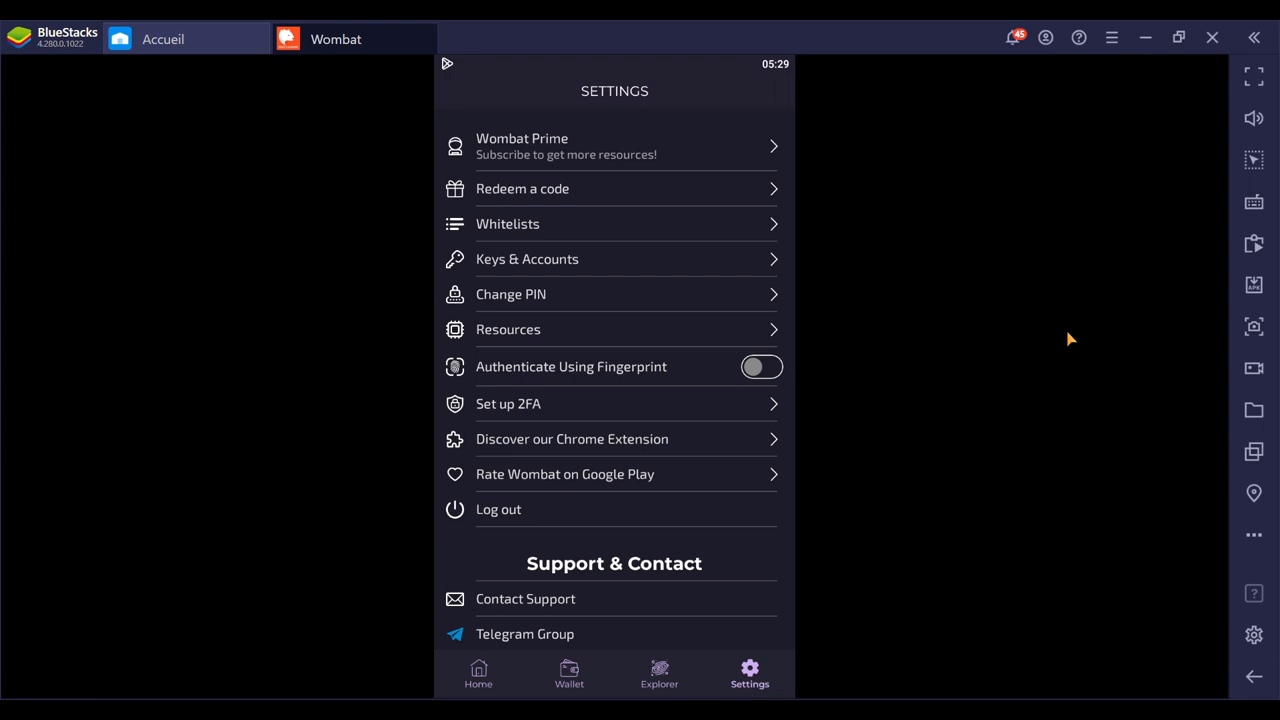 BlueStacks
4.280.0.1022
Accueil
Wombat
45
05:29
SETTINGS
Wombat Prime
Subscribe to get more resources!
Redeem a code
Whitelists
Keys & Accounts
Change PIN
Resources
Authenticate Using Fingerprint
Set up 2FA
Discover our Chrome Extension
Rate Wombat on Google Play
Log out
Support & Contact
Contact Support
Telegram Group
Home
Wallet
Explorer
Settings
APK